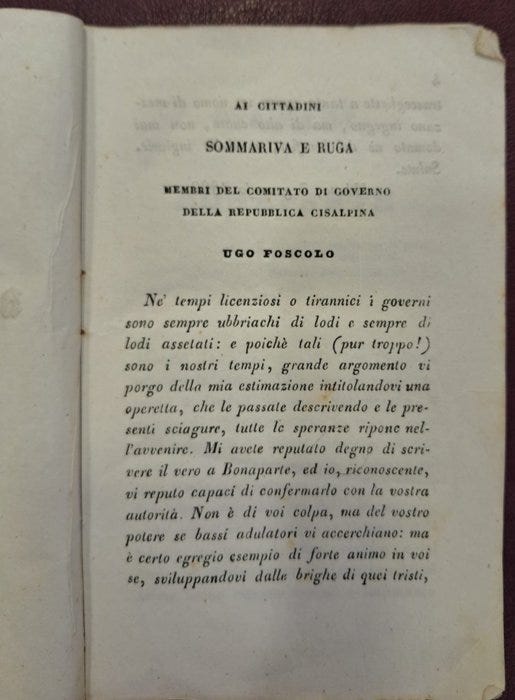 AI CITTADINI
SOMMARIVA E RUGA
MEMBRI DEL COMITATO DI GOVERNO
DELLA REPUBBLICA CISALPINA
UGO FOSCOLO
Ne' tempi licenziosi o tirannici i governi
sono sempre ubbriachi di lodi e sempre di
lodi assetati: e poichè tali (pur troppo!)
sono i nostri tempi, grande argomento vi
porgo della mia estimazione intitolandovi una
operetta, che le passate descrivendo e le pre-
senti sciagure, tutte le speranze ripone nel-
l'avvenire. Mi avete reputato degno di scri-
vere il vero a Bonaparte, ed io, riconoscente,
vi reputo capaci di confermarlo con la vostra
autorità. Non è di voi colpa, ma del vostro
potere se bassi adulatori vi accerchiano: ma
è certo egregio esempio di forte animo in voi
se, sviluppandovi dalle brighe di quei tristi,